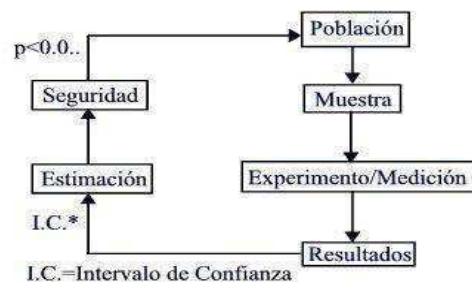 p<0.0..
Población
Seguridad
Muestra
Estimación
Experimento/Medición
I.C.*
Resultados
I.C.=Intervalo de Confianza